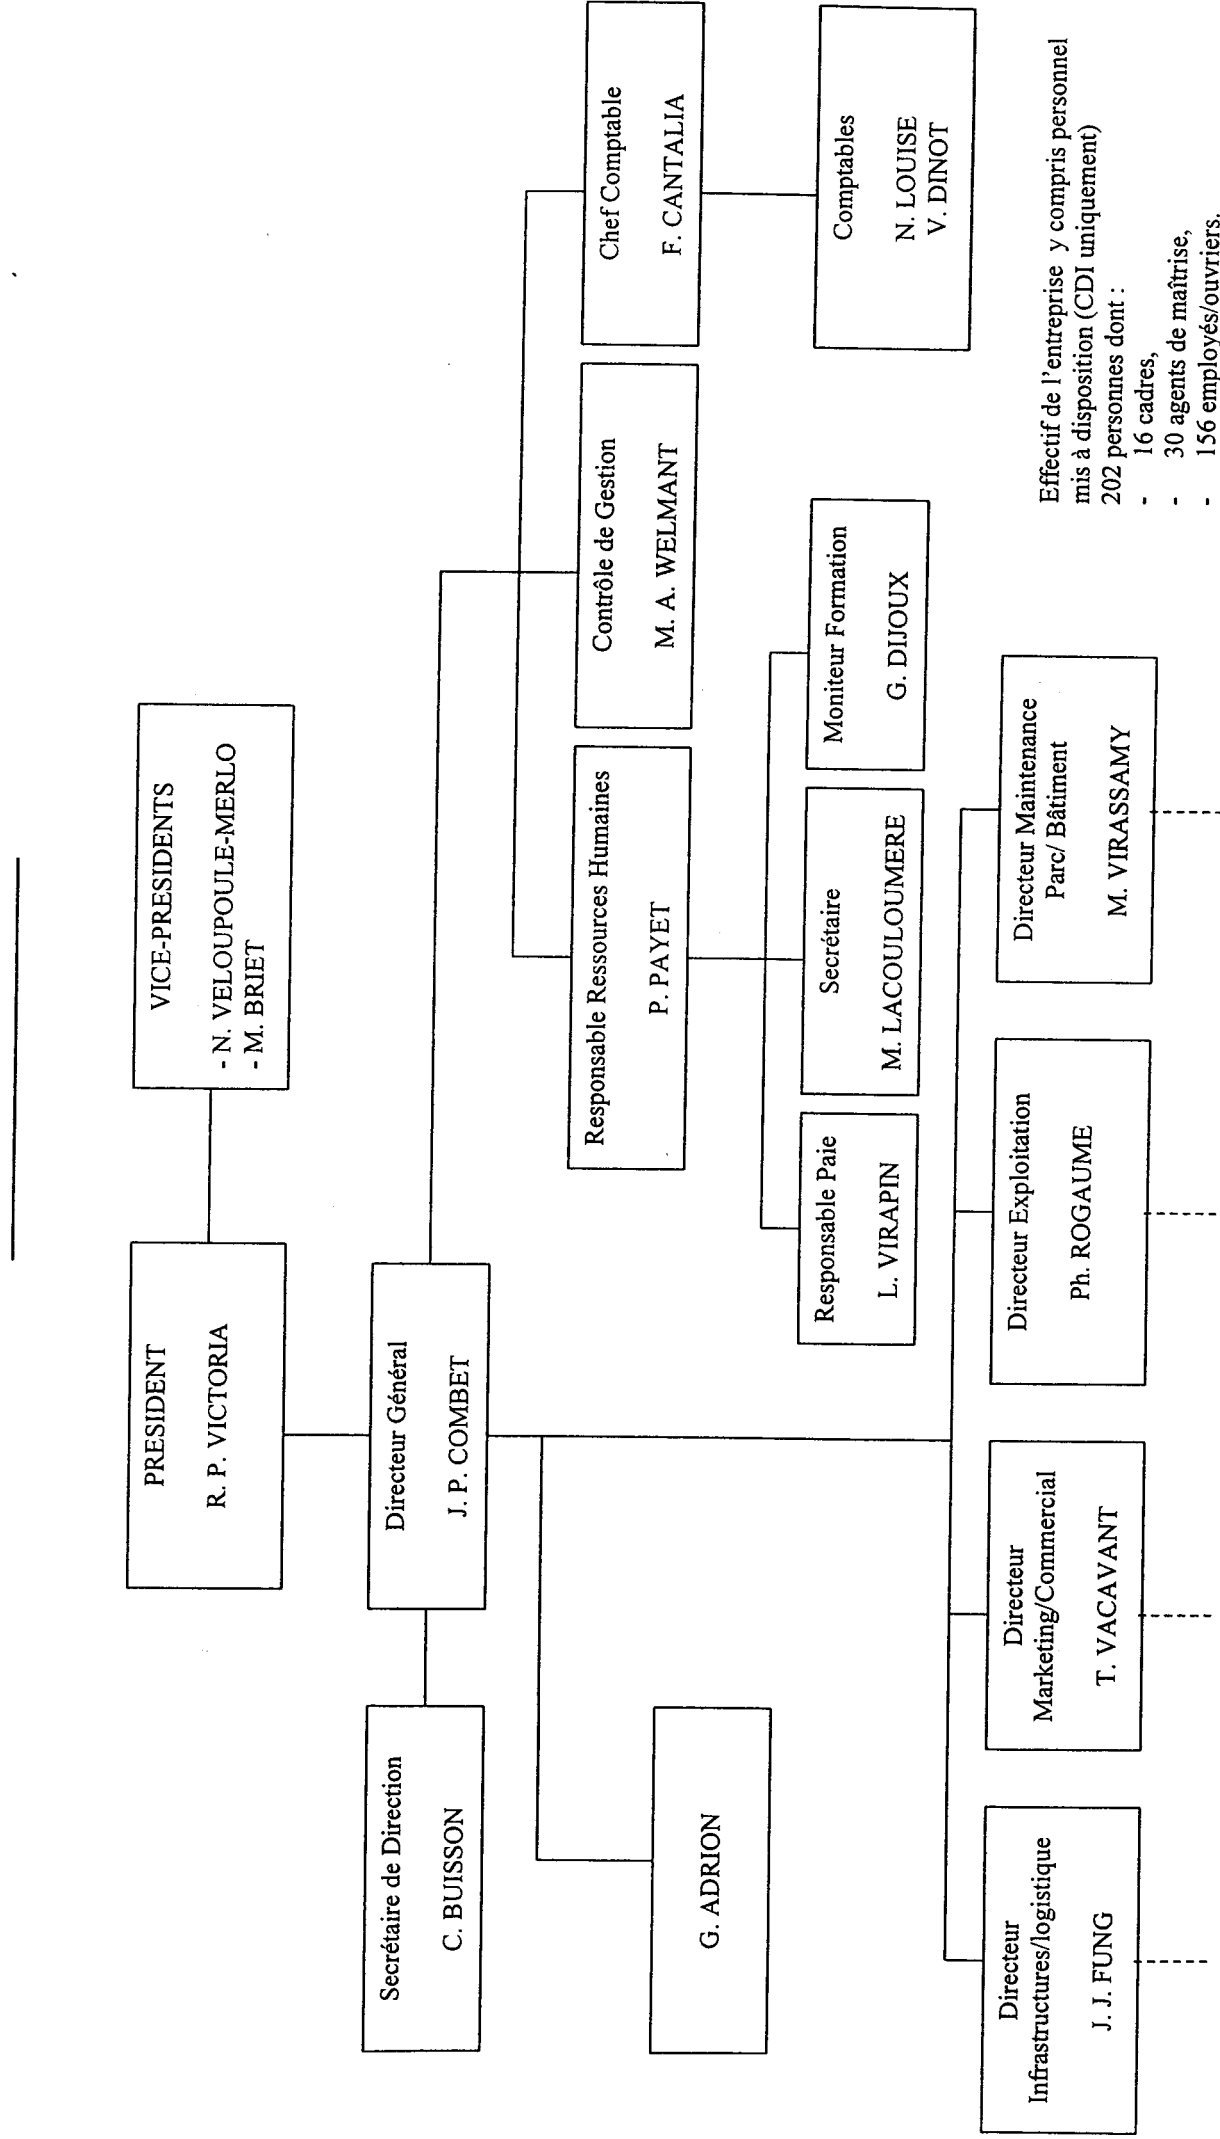 PRESIDENT
R. P. VICTORIA
VICE-PRESIDENTS
- N. VELOUPOULE-MERLO
- M. BRIET
Secrétaire de Direction
C. BUISSON
Directeur Général
J. P. COMBET
Responsable Ressources Humaines
P. PAYET
Contrôle de Gestion
M. A. WELMANT
Chef Comptable
F. CANTALIA
G. ADRION
Responsable Paie
L. VIRAPIN
Secrétaire
M. LACOULOUMERE
Moniteur Formation
G. DIJOUX
Comptables
N. LOUISE
V. DINOT
Directeur
Infrastructures/logistique
J. J. FUNG
Directeur
Marketing/Commercial
T. VACAVANT
Directeur Exploitation
Ph. ROGAUME
Directeur Maintenance
Parc/ Bâtiment
M. VIRASSAMY
Effectif de l'entreprise y compris personnel
mis à disposition (CDI uniquement)
202 personnes dont :
- 16 cadres,
- 30 agents de maîtrise,
- 156 employés/ouvriers.